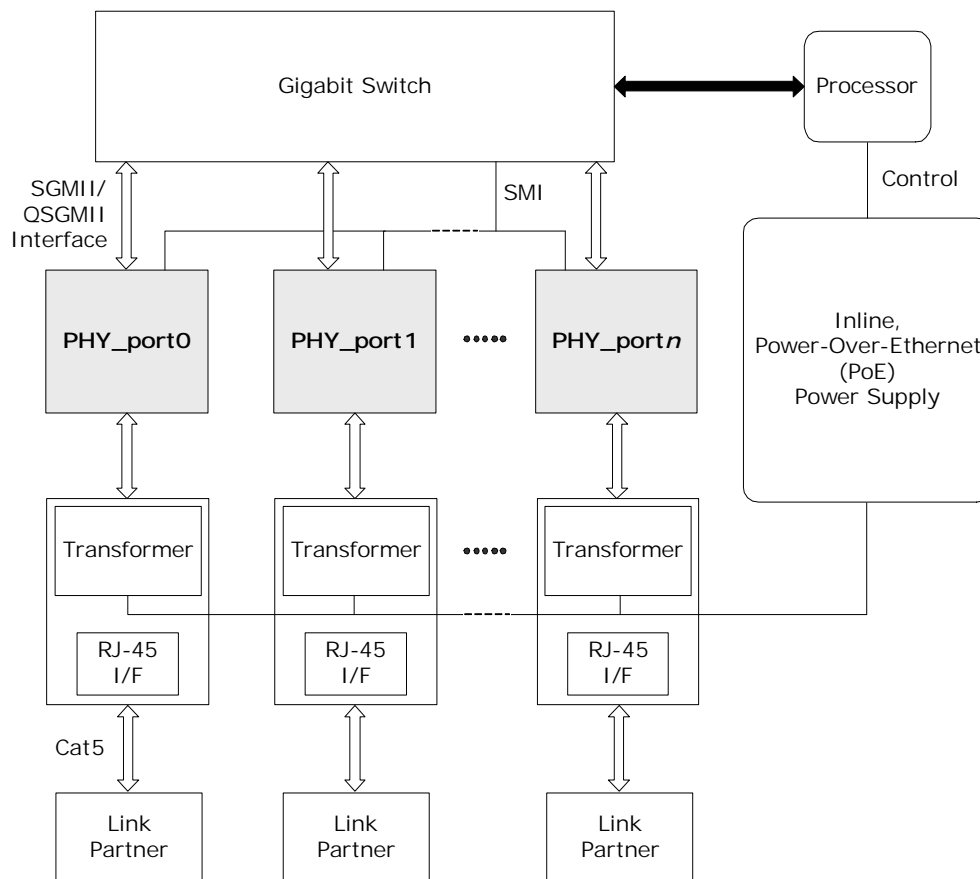 Gigabit Switch
Processor
SGMII/
QSGMII
Interface
SMI
Control
PHY_port0
PHY_port1
PHY_portn
Inline,
Power-Over-Ethernet
(PoE)
Power Supply
Transformer
Transformer
Transformer
RJ-45
I/F
RJ-45
I/F
RJ-45
I/F
Cat5
Link
Partner
Link
Partner
Link
Partner